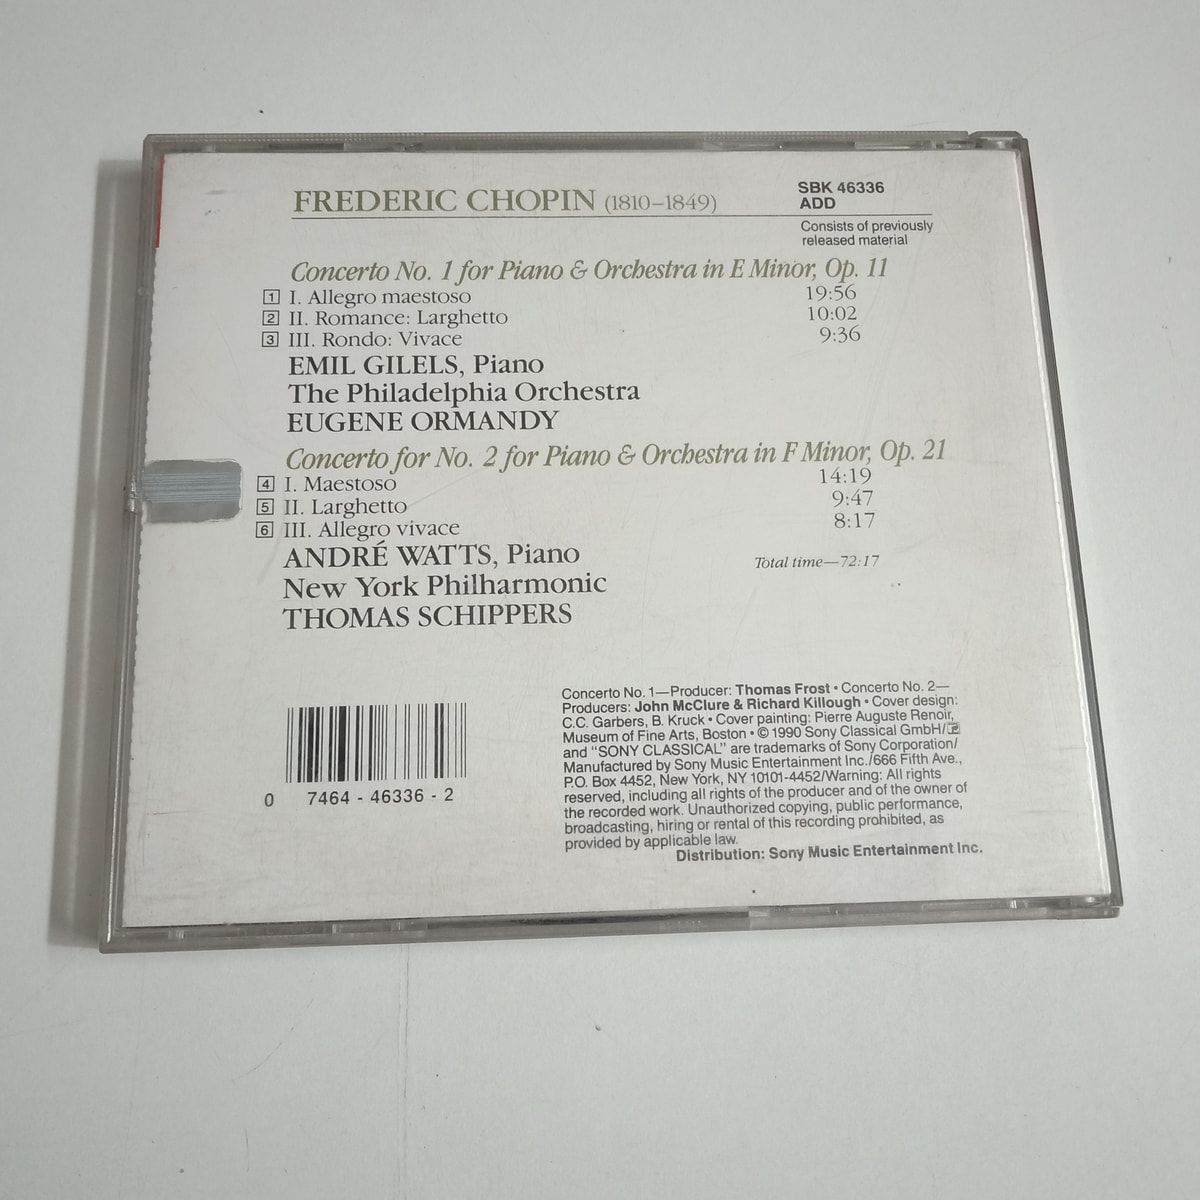 FREDERIC CHOPIN (1810–1849)
SBK 46336
ADD
Consists of previously
released material
Concerto No. 1 for Piano & Orchestra in E Minor, Op. 11
1 I. Allegro maestoso 19:56
2 II. Romance: Larghetto 10:02
3 III. Rondo: Vivace 9:36
EMIL GILELS, Piano
The Philadelphia Orchestra
EUGENE ORMANDY
Concerto for No. 2 for Piano & Orchestra in F Minor, Op. 21
4 I. Maestoso 14:19
5 II. Larghetto 9:47
6 III. Allegro vivace 8:17
ANDRÉ WATTS, Piano
Total time—72:17
New York Philharmonic
THOMAS SCHIPPERS
0 7464 - 46336 - 2
Concerto No. 1—Producer: Thomas Frost • Concerto No. 2—
Producers: John McClure & Richard Killough • Cover design:
C.C. Garbers, B. Kruck • Cover painting: Pierre Auguste Renoir,
Museum of Fine Arts, Boston • © 1990 Sony Classical GmbH/
and “SONY CLASSICAL” are trademarks of Sony Corporation/
Manufactured by Sony Music Entertainment Inc./666 Fifth Ave.,
P.O. Box 4452, New York, NY 10101-4452/Warning: All rights
reserved, including all rights of the producer and of the owner of
the recorded work. Unauthorized copying, public performance,
broadcasting, hiring or rental of this recording prohibited, as
provided by applicable law.
Distribution: Sony Music Entertainment Inc.